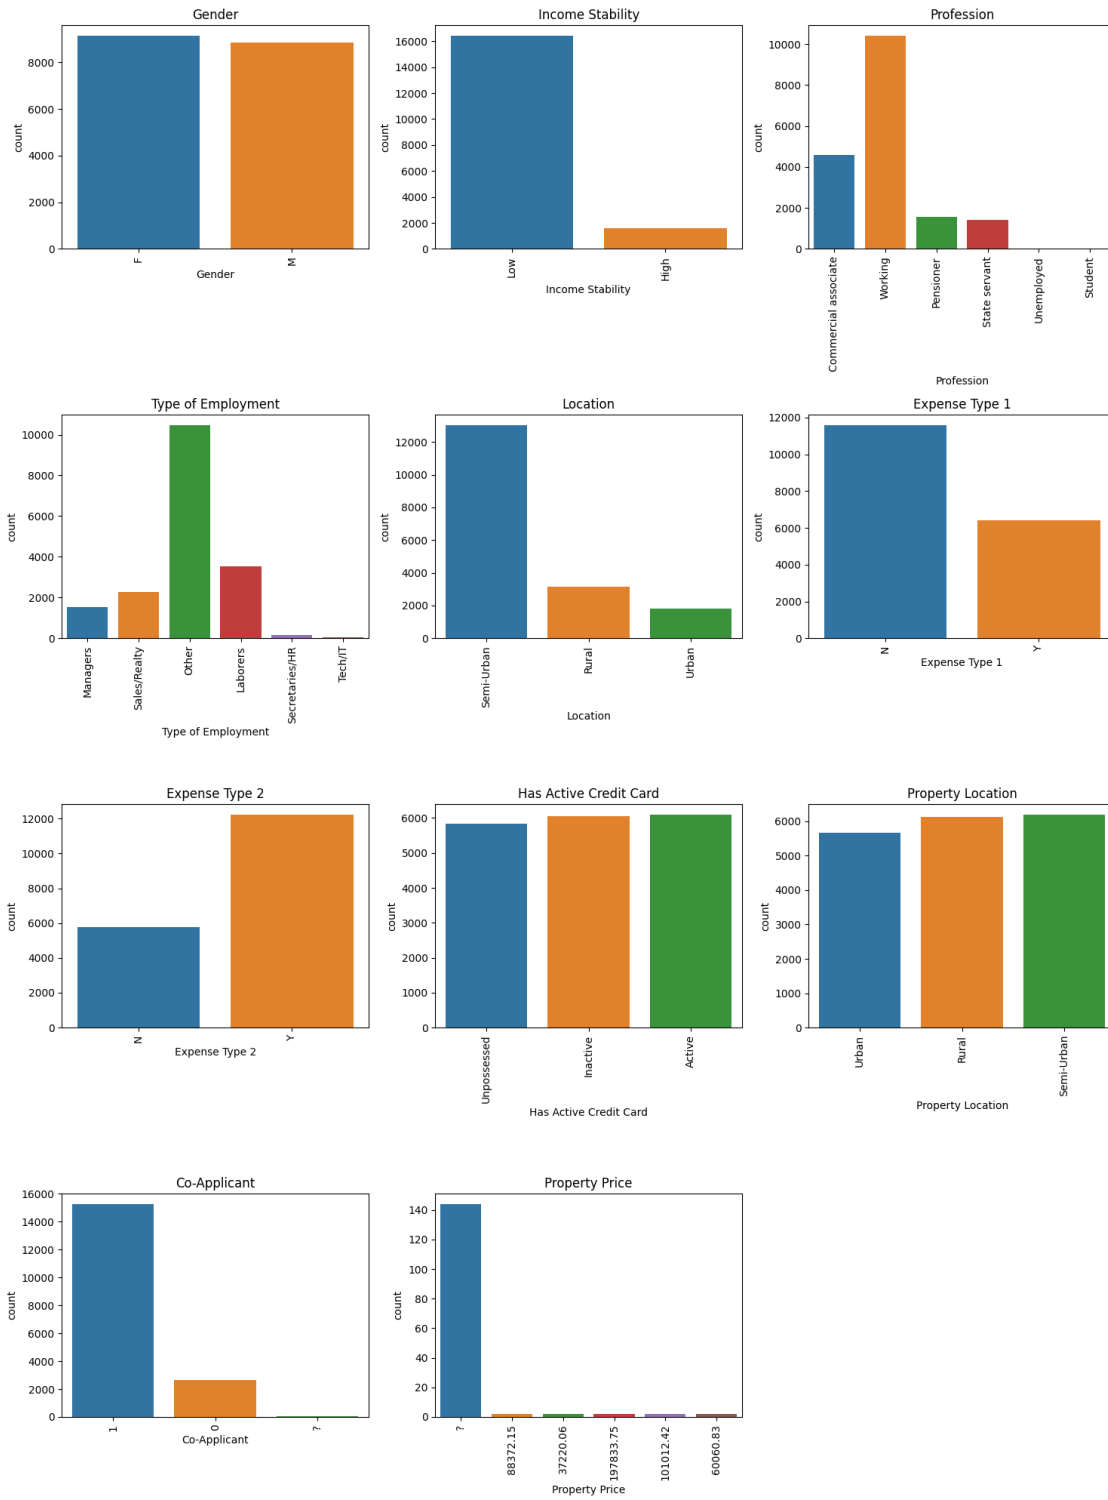 Gender
count
8000
6000
4000
2000
0
F
M
Gender
Income Stability
count
16000
14000
12000
10000
8000
6000
4000
2000
0
Low
High
Income Stability
Profession
count
10000
8000
6000
4000
2000
0
Commercial associate
Working
Pensioner
State servant
Unemployed
Student
Profession
Type of Employment
count
10000
8000
6000
4000
2000
0
Managers
Sales/Realty
Other
Laborers
Secretaries/HR
Tech/IT
Type of Employment
Location
count
12000
10000
8000
6000
4000
2000
0
Semi-Urban
Rural
Urban
Location
Expense Type 1
count
12000
10000
8000
6000
4000
2000
0
N
Y
Expense Type 1
Expense Type 2
count
12000
10000
8000
6000
4000
2000
0
N
Y
Expense Type 2
Has Active Credit Card
count
6000
5000
4000
3000
2000
1000
0
Unpossessed
Inactive
Active
Has Active Credit Card
Property Location
count
6000
5000
4000
3000
2000
1000
0
Urban
Rural
Semi-Urban
Property Location
Co-Applicant
count
16000
14000
12000
10000
8000
6000
4000
2000
0
1
0
?
Co-Applicant
Property Price
count
140
120
100
80
60
40
20
0
?
88372.15
37220.06
197833.75
101012.42
60060.83
Property Price